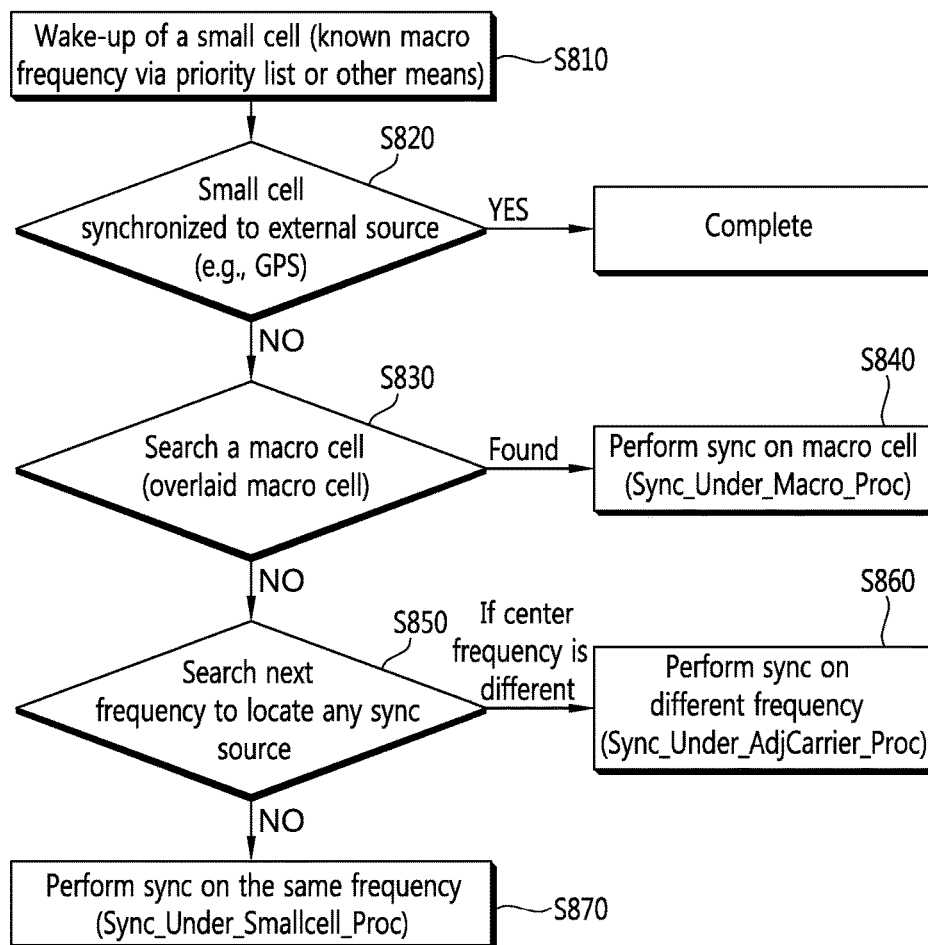 Wake-up of a small cell (known macro
frequency via priority list or other means)
S810
S820
Small cell
synchronized to external source
(e.g., GPS)
YES
Complete
NO
S830
Search a macro cell
(overlaid macro cell)
Found
S840
Perform sync on macro cell
(Sync_Under_Macro_Proc)
NO
S850
Search next
frequency to locate any sync
source
If center
frequency is
different
S860
Perform sync on
different frequency
(Sync_Under_AdjCarrier_Proc)
NO
Perform sync on the same frequency
(Sync_Under_Smallcell_Proc)
S870